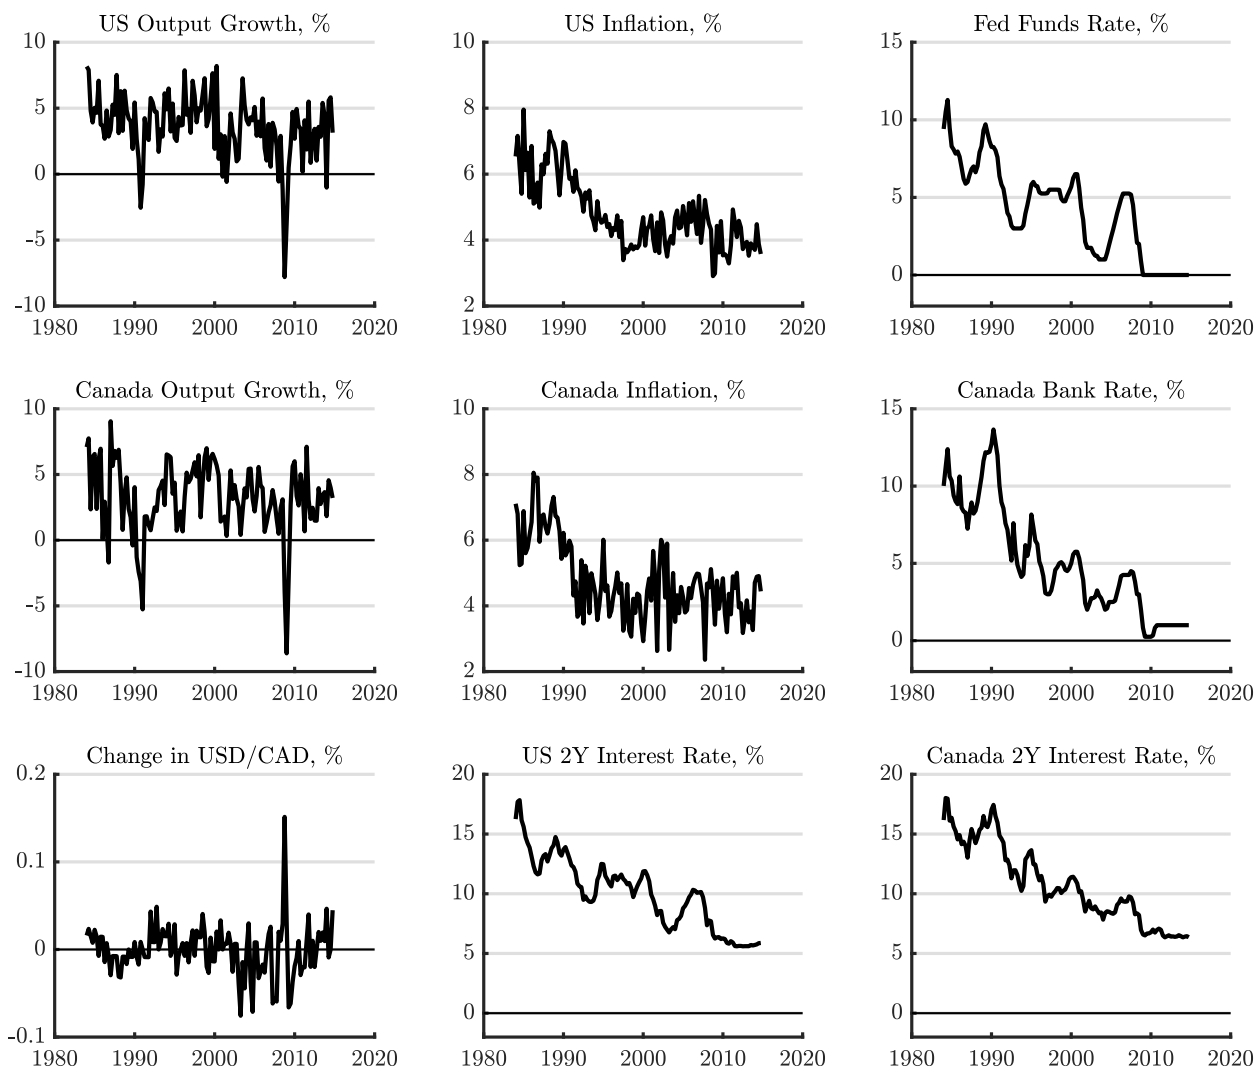 US Output Growth, %
US Inflation, %
Fed Funds Rate, %
10
5
0
-5
-10
1980 1990 2000 2010 2020
10
8
6
4
2
1980 1990 2000 2010 2020
15
10
5
0
1980 1990 2000 2010 2020
Canada Output Growth, %
Canada Inflation, %
Canada Bank Rate, %
10
5
0
-5
-10
1980 1990 2000 2010 2020
10
8
6
4
2
1980 1990 2000 2010 2020
15
10
5
0
1980 1990 2000 2010 2020
Change in USD/CAD, %
US 2Y Interest Rate, %
Canada 2Y Interest Rate, %
0.2
0.1
0
-0.1
1980 1990 2000 2010 2020
20
15
10
5
0
1980 1990 2000 2010 2020
20
15
10
5
0
1980 1990 2000 2010 2020